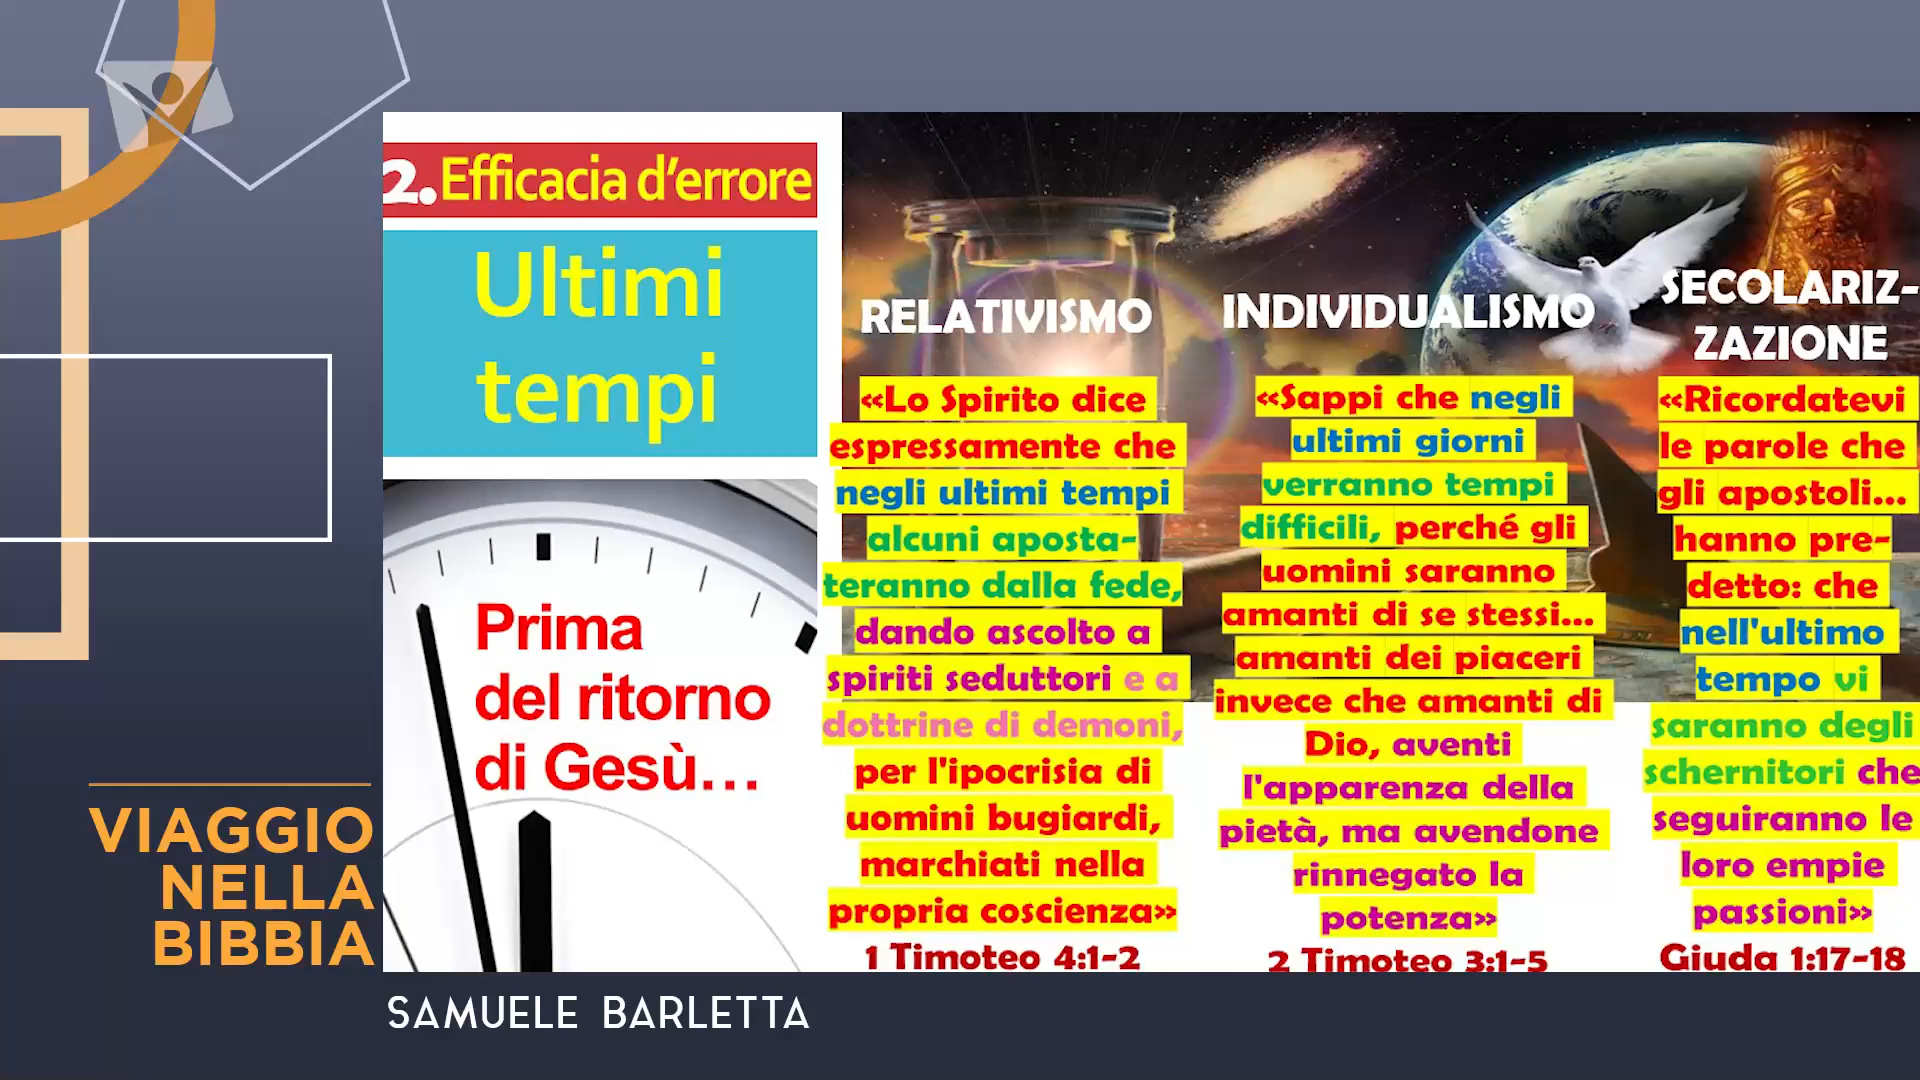 2. Efficacia d'errore
Ultimi
tempi
Prima
del ritorno
di Gesù...
RELATIVISMO
«Lo Spirito dice
espressamente che
negli ultimi tempi
alcuni aposta-
teranno dalla fede,
dando ascolto a
spiriti seduttori e a
dottrine di demoni,
per l'ipocrisia di
uomini bugiardi,
marchiati nella
propria coscienza»
1 Timoteo 4:1-2
INDIVIDUALISMO
«Sappi che negli
ultimi giorni
verranno tempi
difficili, perché gli
uomini saranno
amanti di se stessi...
amanti dei piaceri
invece che amanti di
Dio, aventi
l'apparenza della
pietà, ma avendone
rinnegato la
potenza»
2 Timoteo 3:1-5
SECOLARIZ-
ZAZIONE
«Ricordatevi
le parole che
gli apostoli...
hanno pre-
detto: che
nell'ultimo
tempo vi
saranno degli
schernitori che
seguiranno le
loro empie
passioni»
Giuda 1:17-18
VIAGGIO
NELLA
BIBBIA
SAMUELE BARLETTA